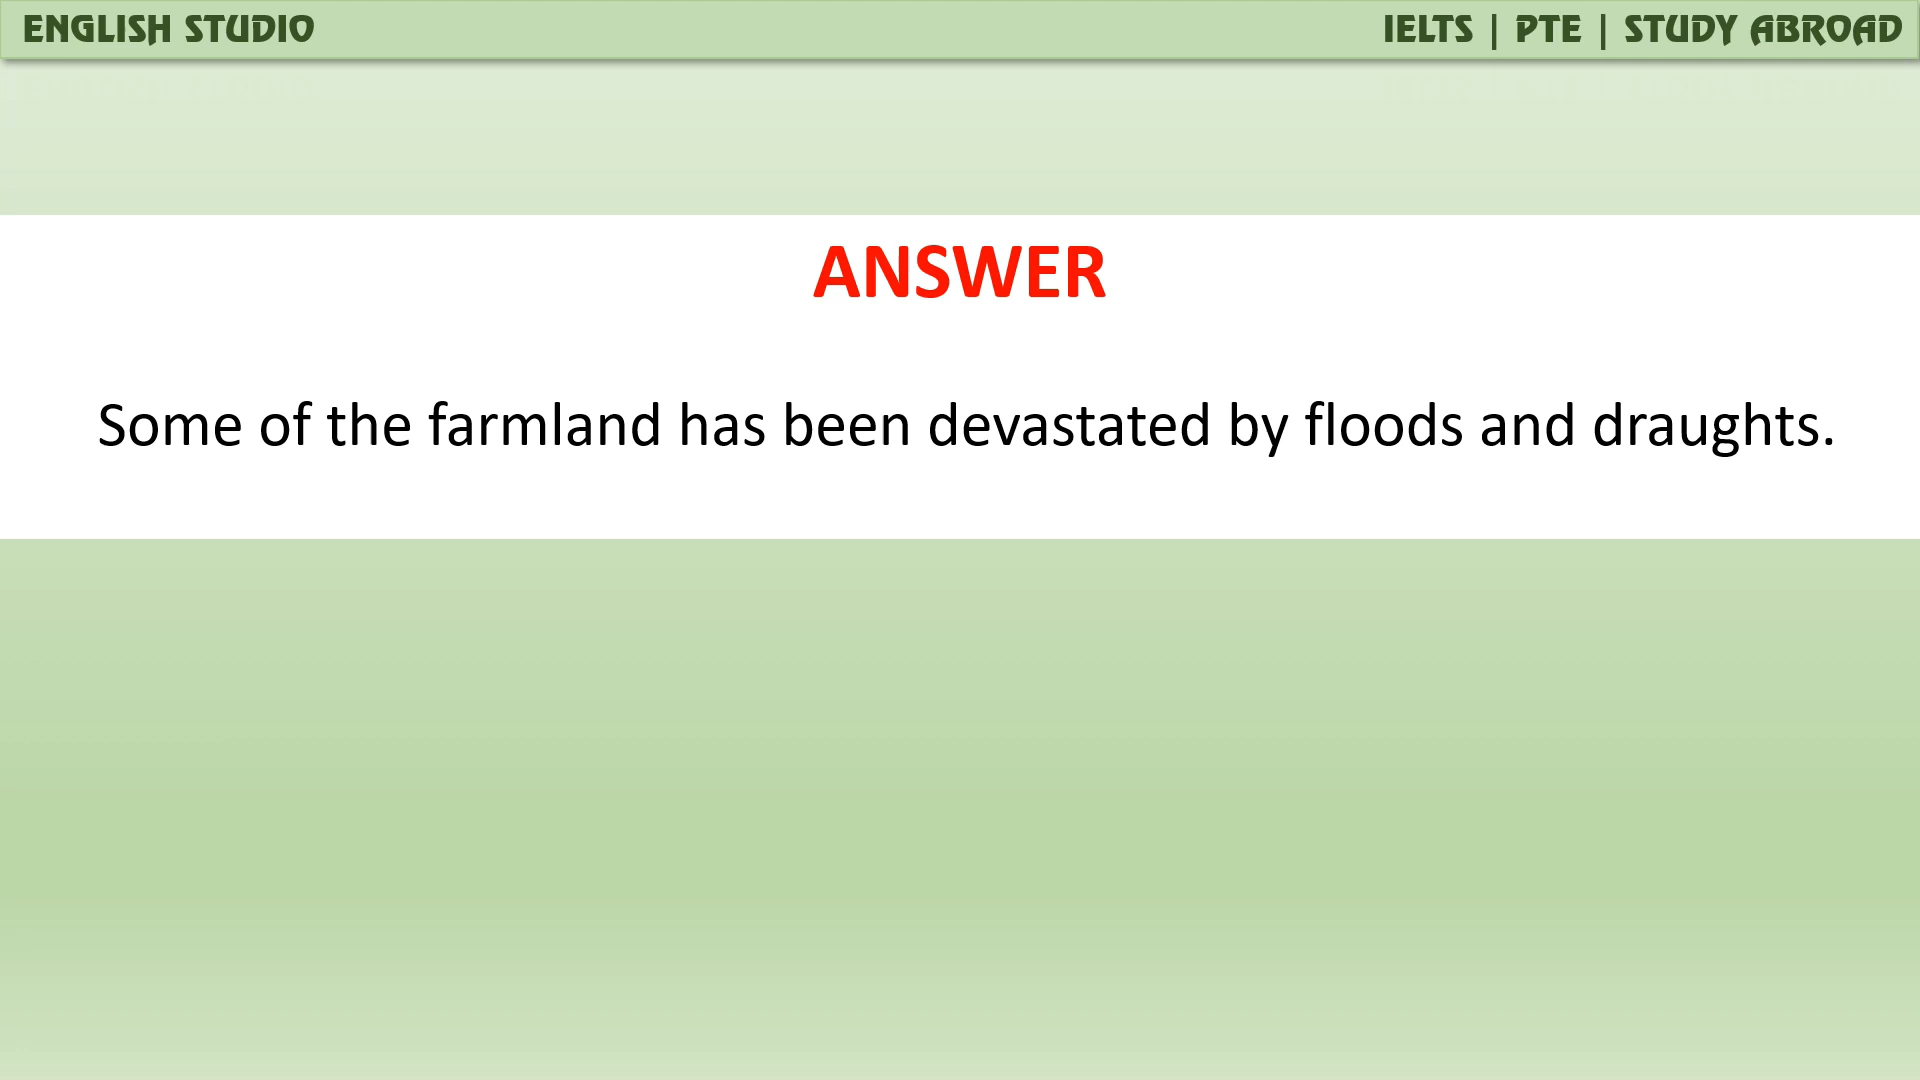 ENGLISH STUDIO
IELTS | PTE | STUDY ABROAD
ANSWER
Some of the farmland has been devastated by floods and draughts.